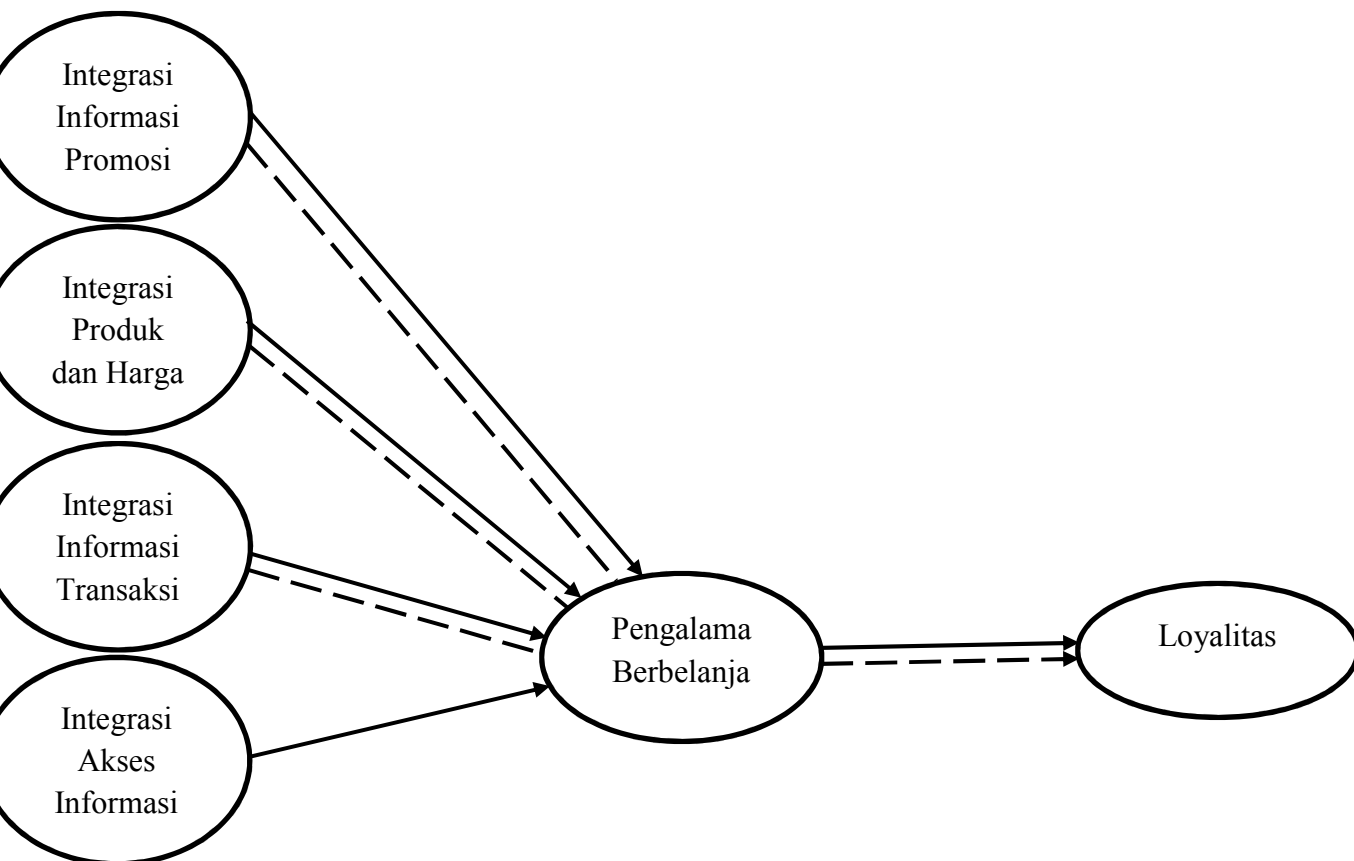 Integrasi
Informasi
Promosi
Integrasi
Produk
dan Harga
Integrasi
Informasi
Transaksi
Integrasi
Akses
Informasi
Pengalama
Berbelanja
Loyalitas